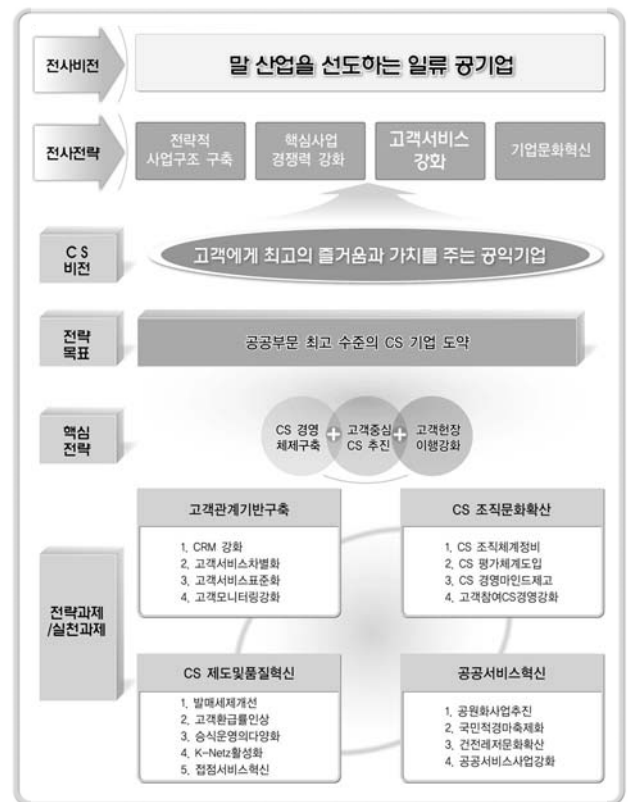 전사비전
말 산업을 선도하는 일류 공기업
전사전략
전략적
사업구조 구축
핵심사업
경쟁력 강화
고객서비스
강화
기업문화혁신
CS
비전
고객에게 최고의 즐거움과 가치를 주는 공익기업
전략
목표
공공부문 최고 수준의 CS 기업 도약
핵심
전략
CS 경영
체제구축
+
고객중심
CS 추진
+
고객헌장
이행강화
전략과제
/실천과제
고객관계기반구축
1. CRM 강화
2. 고객서비스차별화
3. 고객서비스표준화
4. 고객모니터링강화
CS 조직문화확산
1. CS 조직체계정비
2. CS 평가체계도입
3. CS 경영마인드제고
4. 고객참여CS경영강화
CS 제도및품질혁신
1. 발매세제개선
2. 고객환급률인상
3. 승식운영의다양화
4. K-Netz활성화
5. 접점서비스혁신
공공서비스혁신
1. 공원화사업추진
2. 국민적경마축제화
3. 건전레저문화확산
4. 공공서비스사업강화